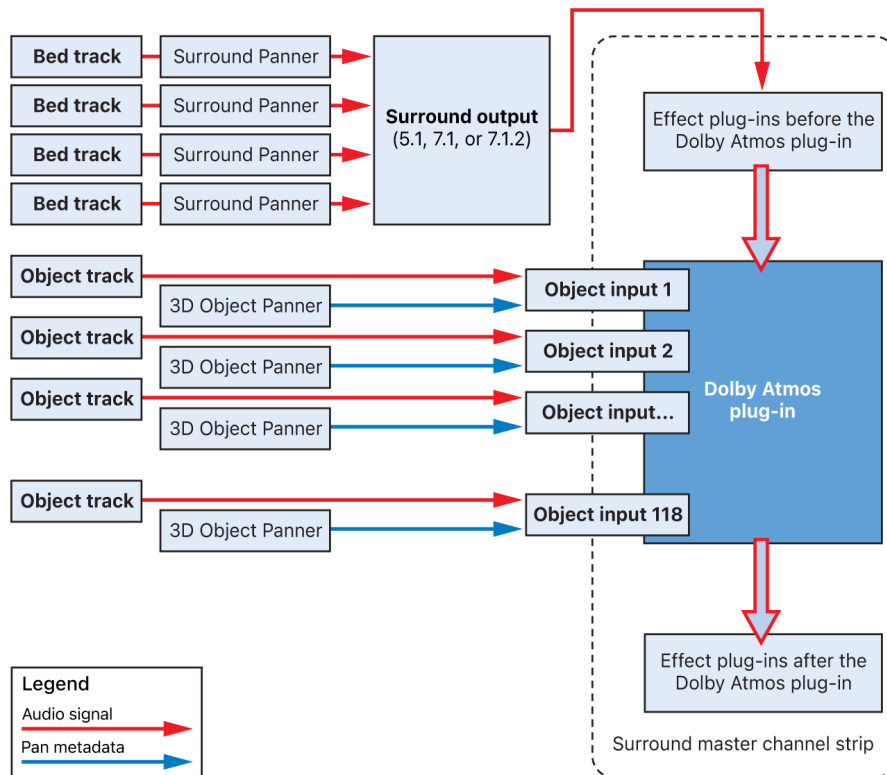 Bed track
Surround Panner
Bed track
Surround Panner
Bed track
Surround Panner
Bed track
Surround Panner
Surround output
(5.1, 7.1, or 7.1.2)
Effect plug-ins before the
Dolby Atmos plug-in
Object track
3D Object Panner
Object input 1
Object track
3D Object Panner
Object input 2
Object track
3D Object Panner
Object input...
Object track
3D Object Panner
Object input 118
Dolby Atmos
plug-in
Effect plug-ins after the
Dolby Atmos plug-in
Surround master channel strip
Legend
Audio signal
Pan metadata